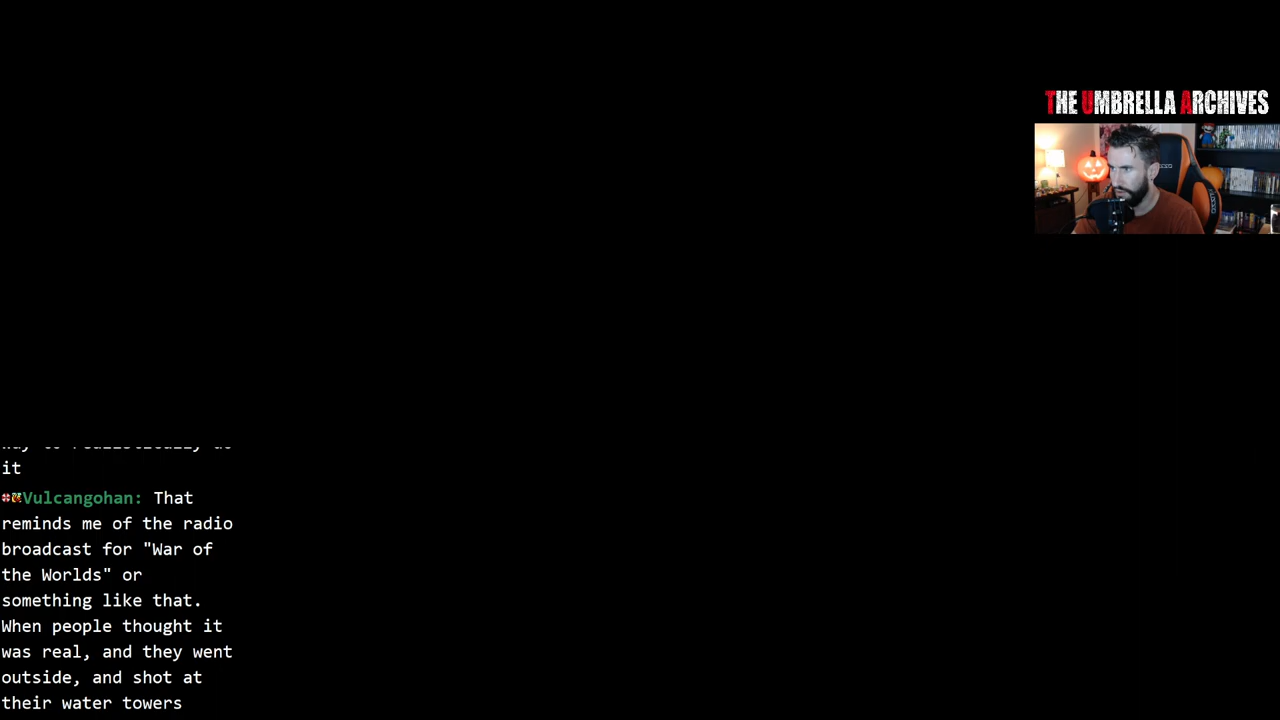 THE UMBRELLA ARCHIVES
it
Vulcangohan: That
reminds me of the radio
broadcast for "War of
the Worlds" or
something like that.
When people thought it
was real, and they went
outside, and shot at
their water towers